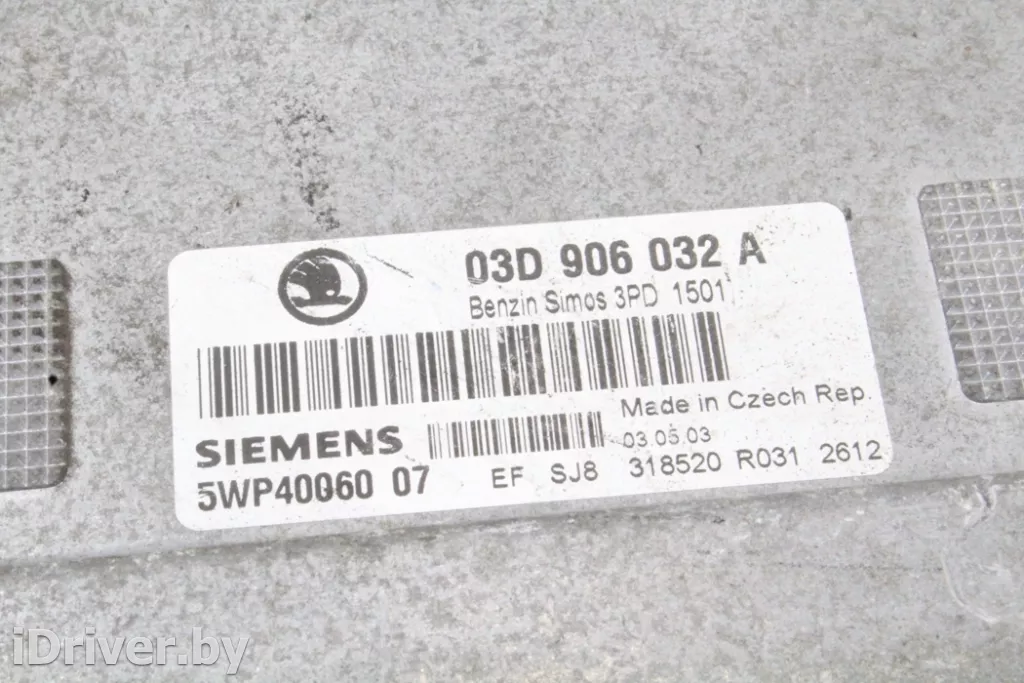 03D 906 032 A
Benzin Simos 3PD 1501
Made in Czech Rep.
SIEMENS
03.05.03
5WP40060 07
EF SJ8 318520 R031 2612
iDriver.by